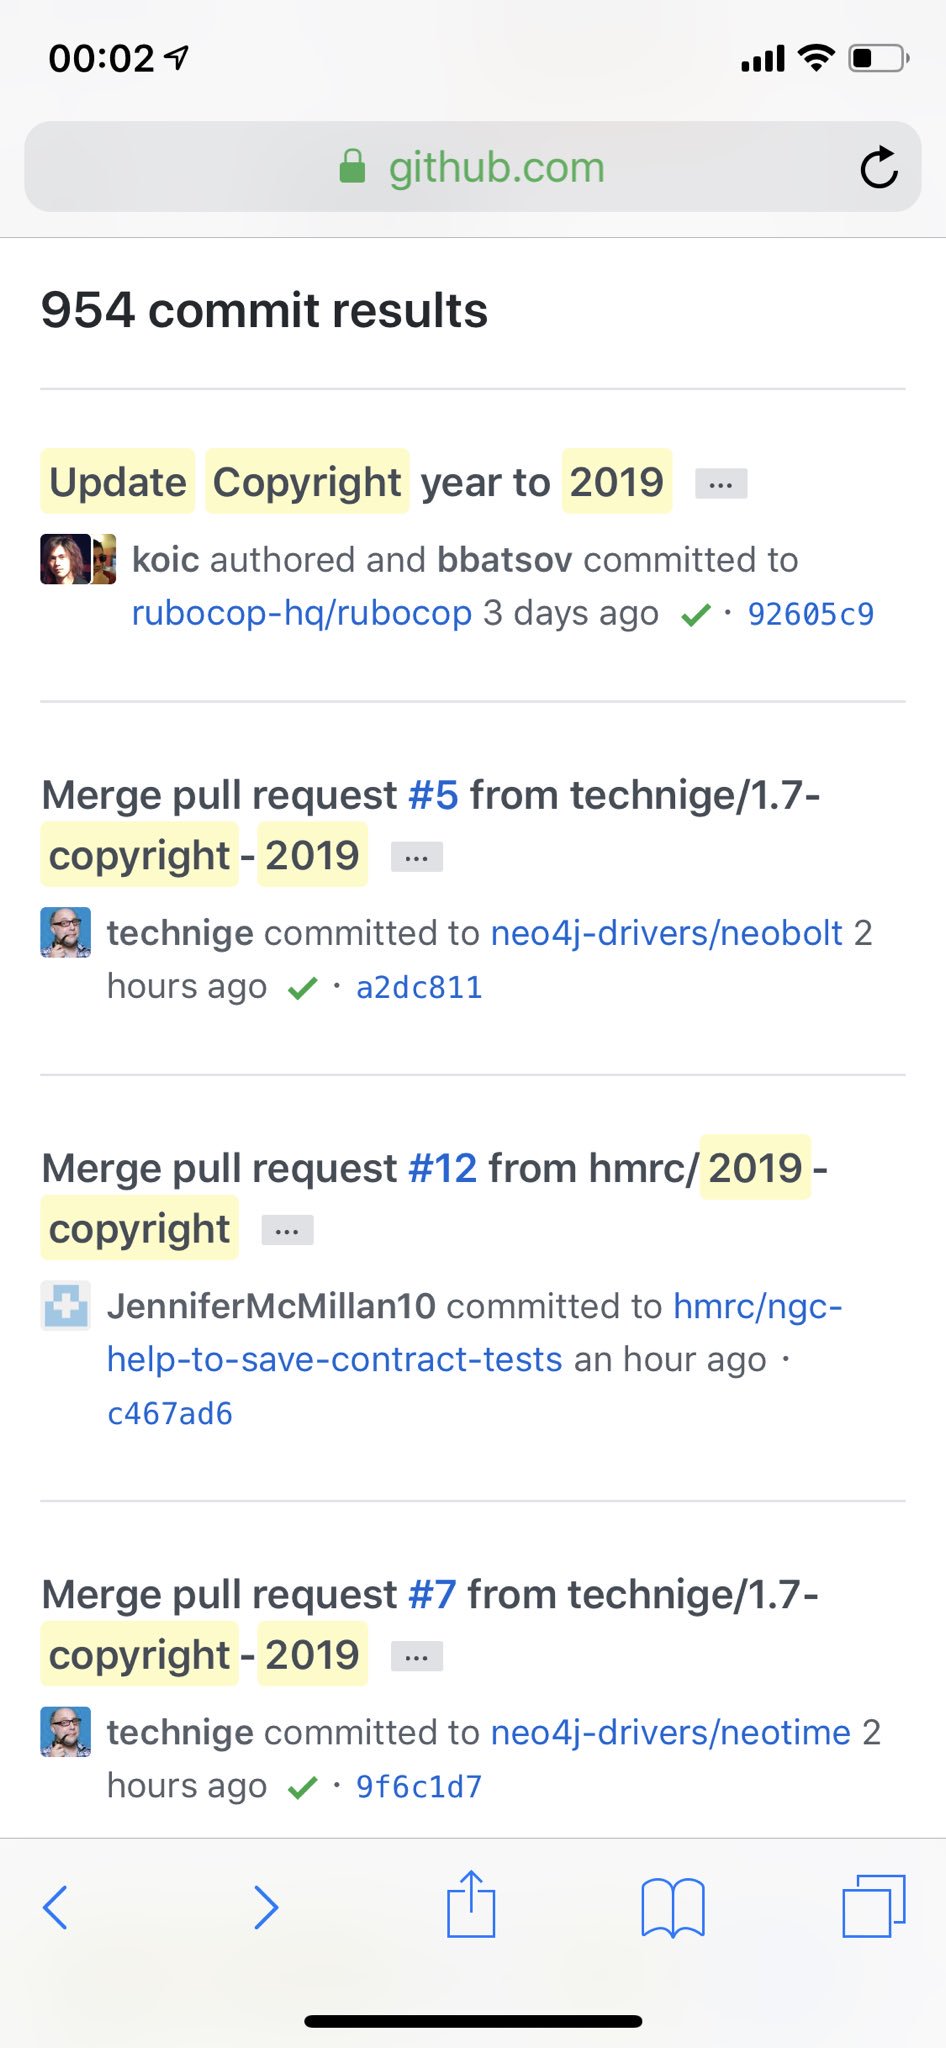 00:02
github.com
954 commit results
Update Copyright year to 2019 ...
koic authored and bbatsov committed to
rubocop-hq/rubocop 3 days ago ✓ · 92605c9
Merge pull request #5 from technige/1.7-
copyright-2019 ...
technige committed to neo4j-drivers/neobolt 2
hours ago ✓ · a2dc811
Merge pull request #12 from hmrc/2019-
copyright ...
JenniferMcMillan10 committed to hmrc/ngc-
help-to-save-contract-tests an hour ago ·
c467ad6
Merge pull request #7 from technige/1.7-
copyright-2019 ...
technige committed to neo4j-drivers/neotime 2
hours ago ✓ · 9f6c1d7